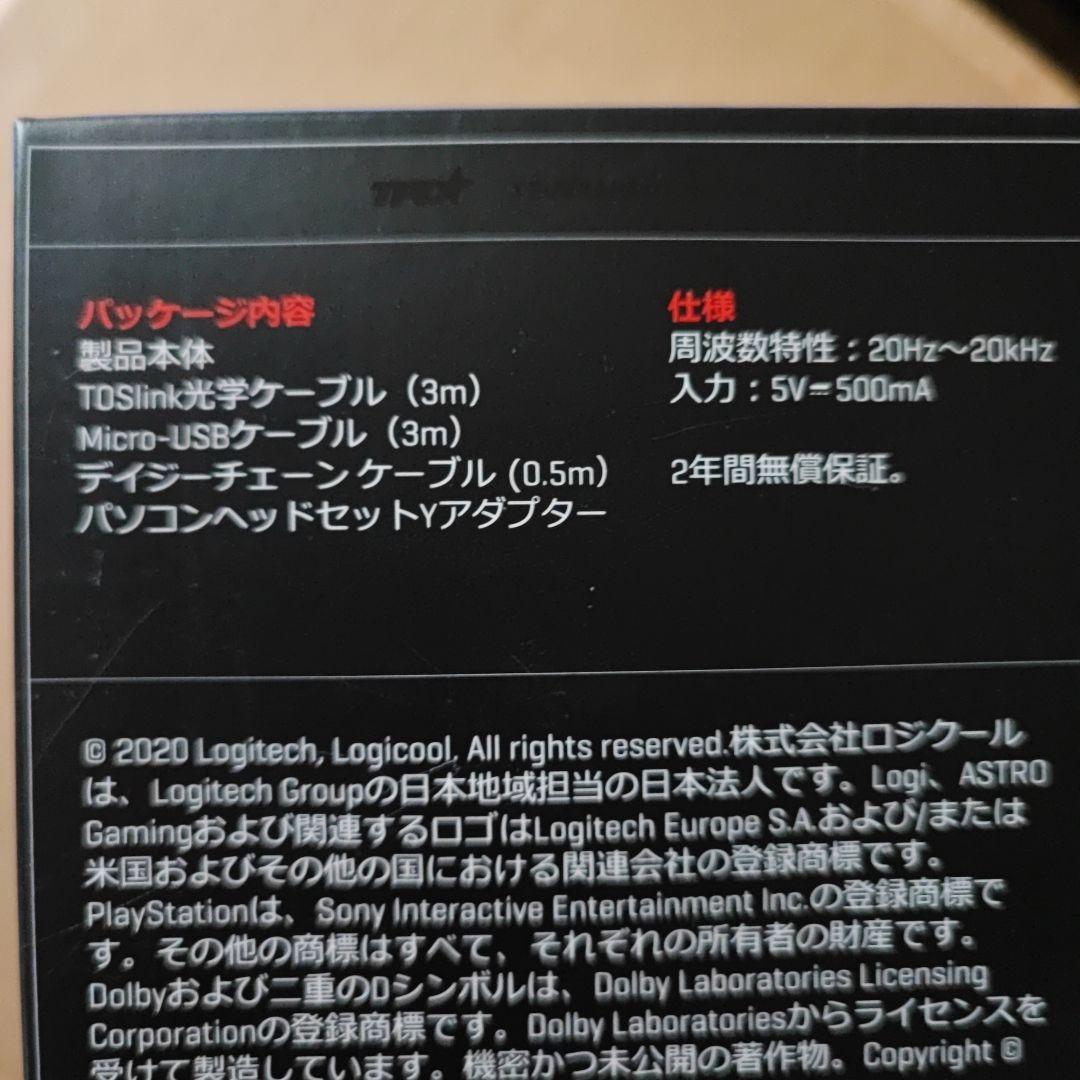 パッケージ内容
製品本体
TOSlink光学ケーブル（3m）
Micro-USBケーブル（3m）
デイジーチェーン ケーブル (0.5m）
パソコンヘッドセットYアダプター
仕様
周波数特性：20Hz～20kHz
入力：5V⎓500mA
2年間無償保証。
© 2020 Logitech, Logicool. All rights reserved.株式会社ロジクール
は、Logitech Groupの日本地域担当の日本法人です。Logi、ASTRO
Gamingおよび関連するロゴはLogitech Europe S.A.および/または
米国およびその他の国における関連会社の登録商標です。
PlayStationは、Sony Interactive Entertainment Inc.の登録商標で
す。その他の商標はすべて、それぞれの所有者の財産です。
Dolbyおよび二重のDシンボルは、Dolby Laboratories Licensing
Corporationの登録商標です。Dolby Laboratoriesからライセンスを
受けて製造しています。機密かつ未公開の著作物。Copyright ©